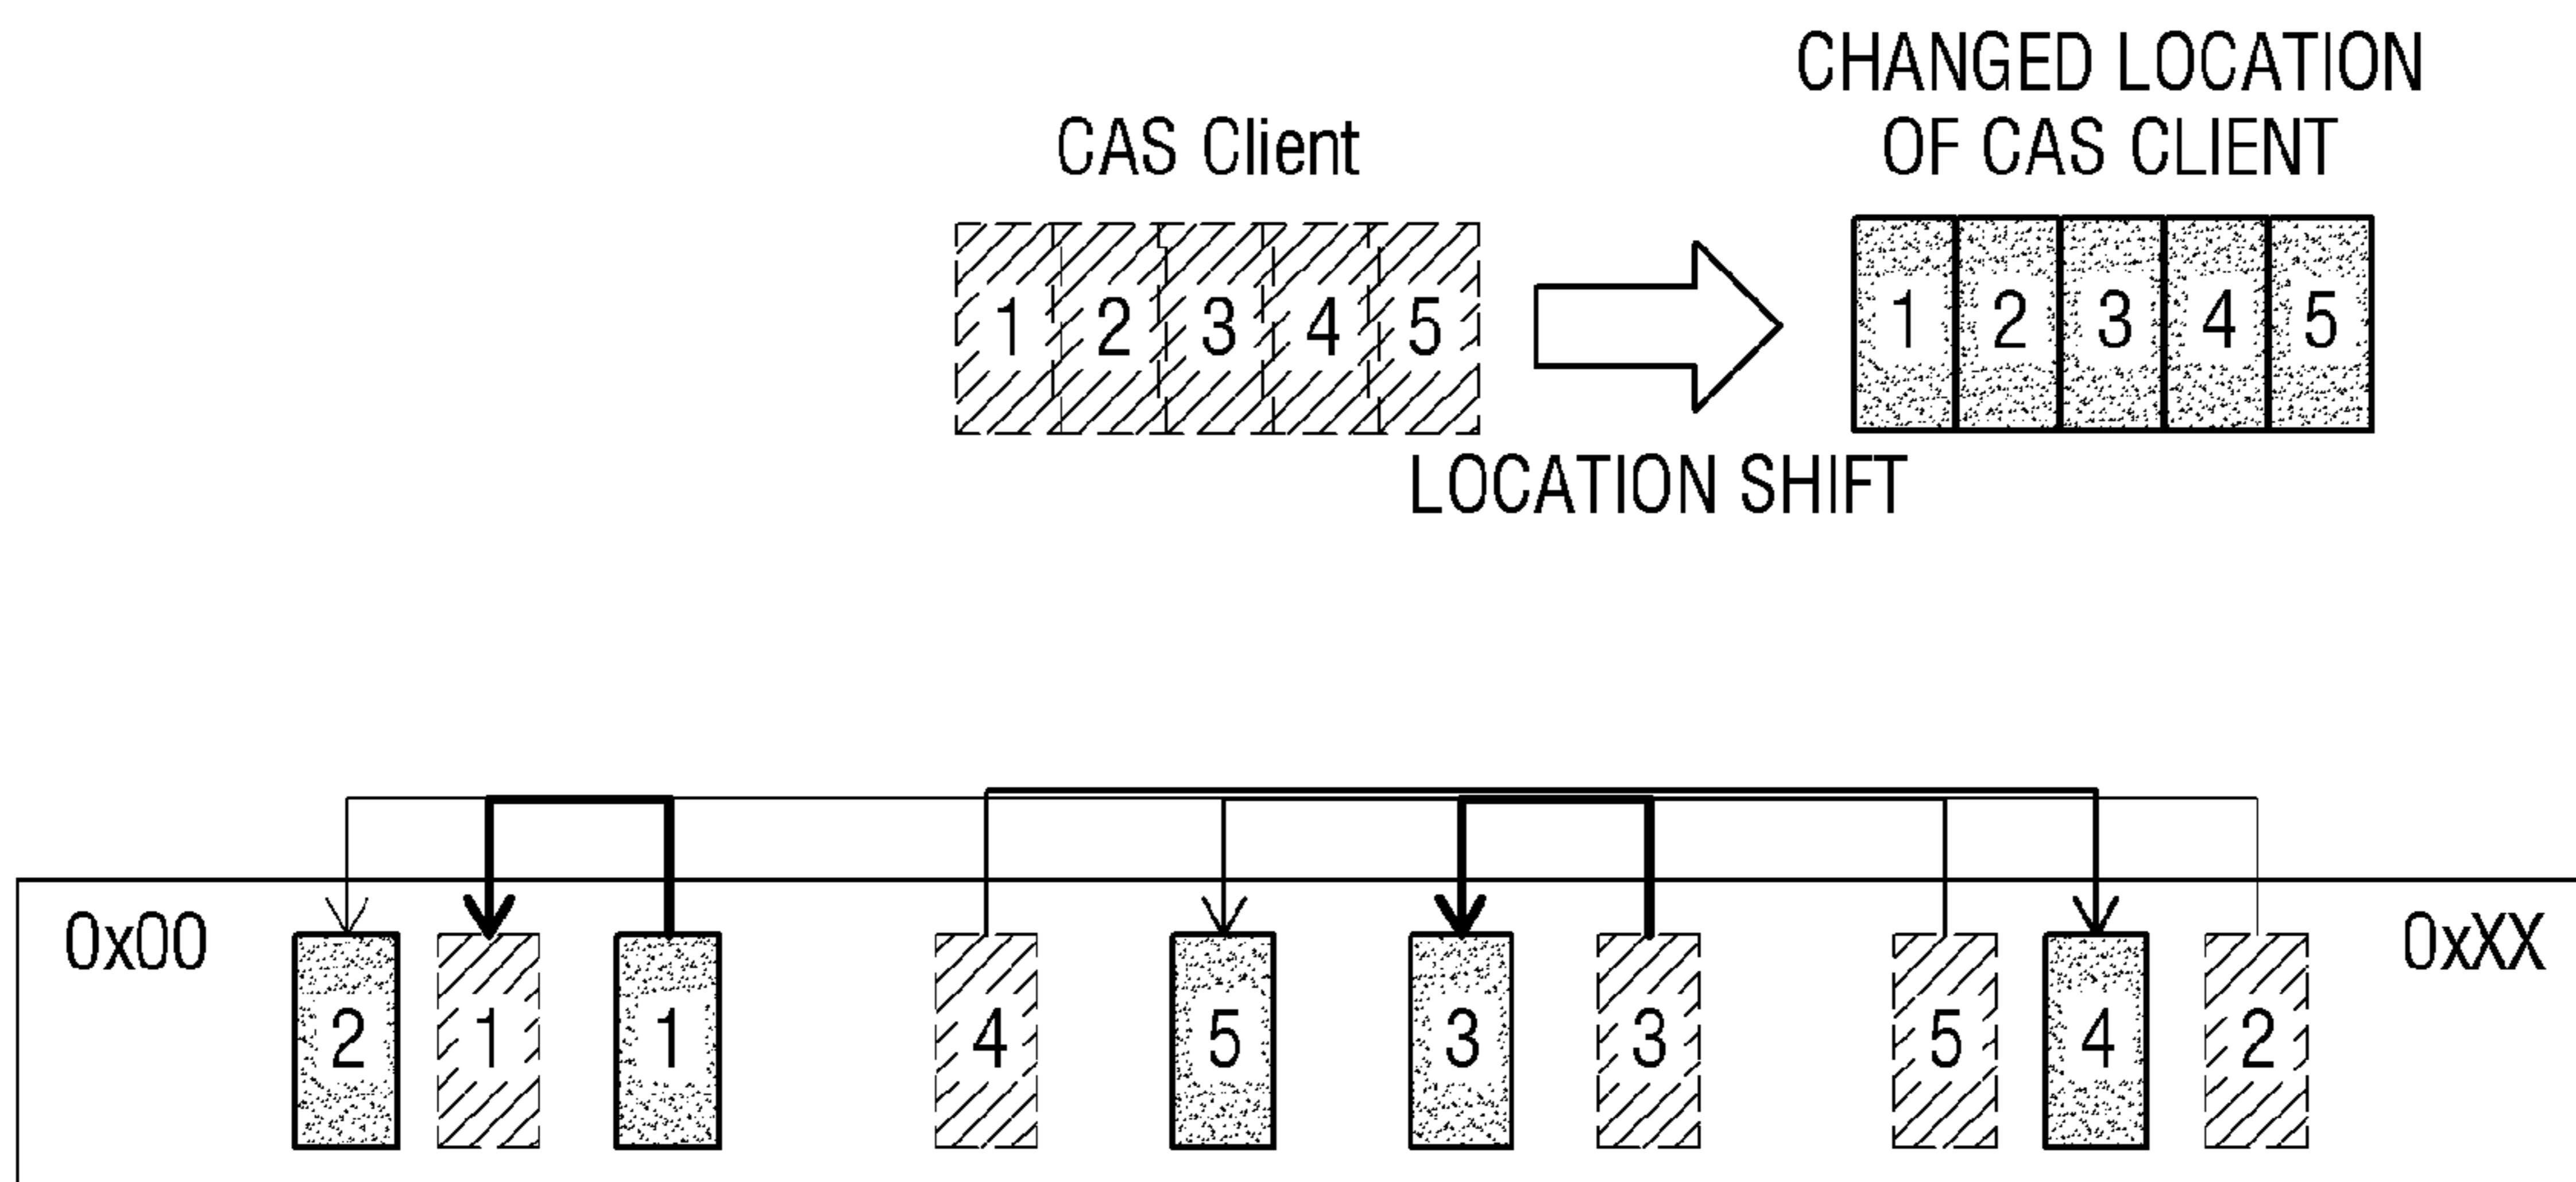 CHANGED LOCATION
OF CAS CLIENT
CAS Client
1 2 3 4 5
1 2 3 4 5
LOCATION SHIFT
0x00
0xXX
2 1 1 4 5 3 3 5 4 2